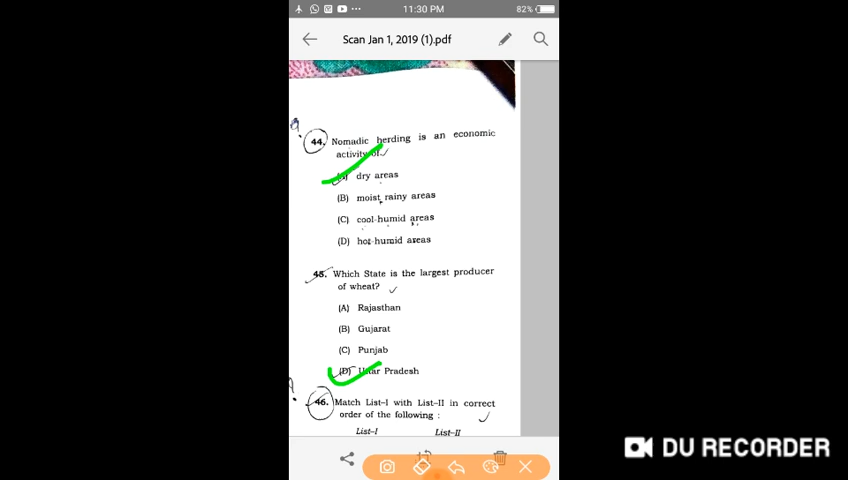 11:30 PM
82%
Scan Jan 1, 2019 (1).pdf
44. Nomadic herding is an economic
activity of
(A) dry areas
(B) moist rainy areas
(C) cool-humid areas
(D) hot-humid areas
45. Which State is the largest producer
of wheat?
(A) Rajasthan
(B) Gujarat
(C) Punjab
(D) Uttar Pradesh
46. Match List–I with List–II in correct
order of the following :
List–I List–II
DU RECORDER